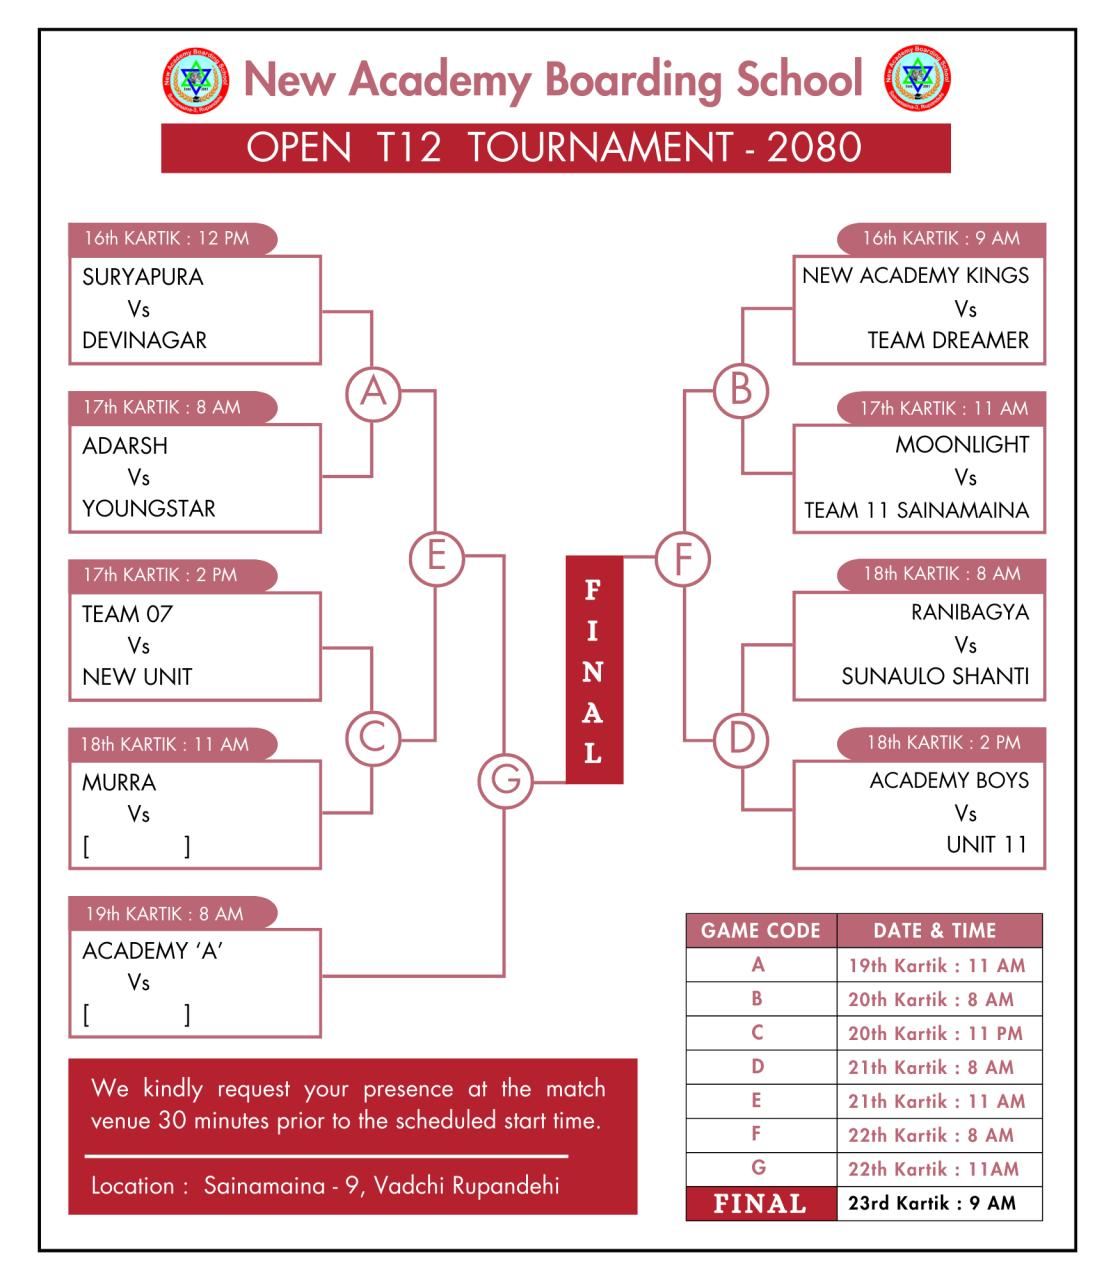 New Academy Boarding School
OPEN T12 TOURNAMENT - 2080
16th KARTIK : 12 PM
SURYAPURA
Vs
DEVINAGAR
17th KARTIK : 8 AM
ADARSH
Vs
YOUNGSTAR
17th KARTIK : 2 PM
TEAM 07
Vs
NEW UNIT
18th KARTIK : 11 AM
MURRA
Vs
[ ]
19th KARTIK : 8 AM
ACADEMY ‘A’
Vs
[ ]
A
C
E
G
FINAL
F
B
D
16th KARTIK : 9 AM
NEW ACADEMY KINGS
Vs
TEAM DREAMER
17th KARTIK : 11 AM
MOONLIGHT
Vs
TEAM 11 SAINAMAINA
18th KARTIK : 8 AM
RANIBAGYA
Vs
SUNAULO SHANTI
18th KARTIK : 2 PM
ACADEMY BOYS
Vs
UNIT 11
GAME CODE DATE & TIME
A 19th Kartik : 11 AM
B 20th Kartik : 8 AM
C 20th Kartik : 11 PM
D 21th Kartik : 8 AM
E 21th Kartik : 11 AM
F 22th Kartik : 8 AM
G 22th Kartik : 11AM
FINAL 23rd Kartik : 9 AM
We kindly request your presence at the match
venue 30 minutes prior to the scheduled start time.
Location : Sainamaina - 9, Vadchi Rupandehi